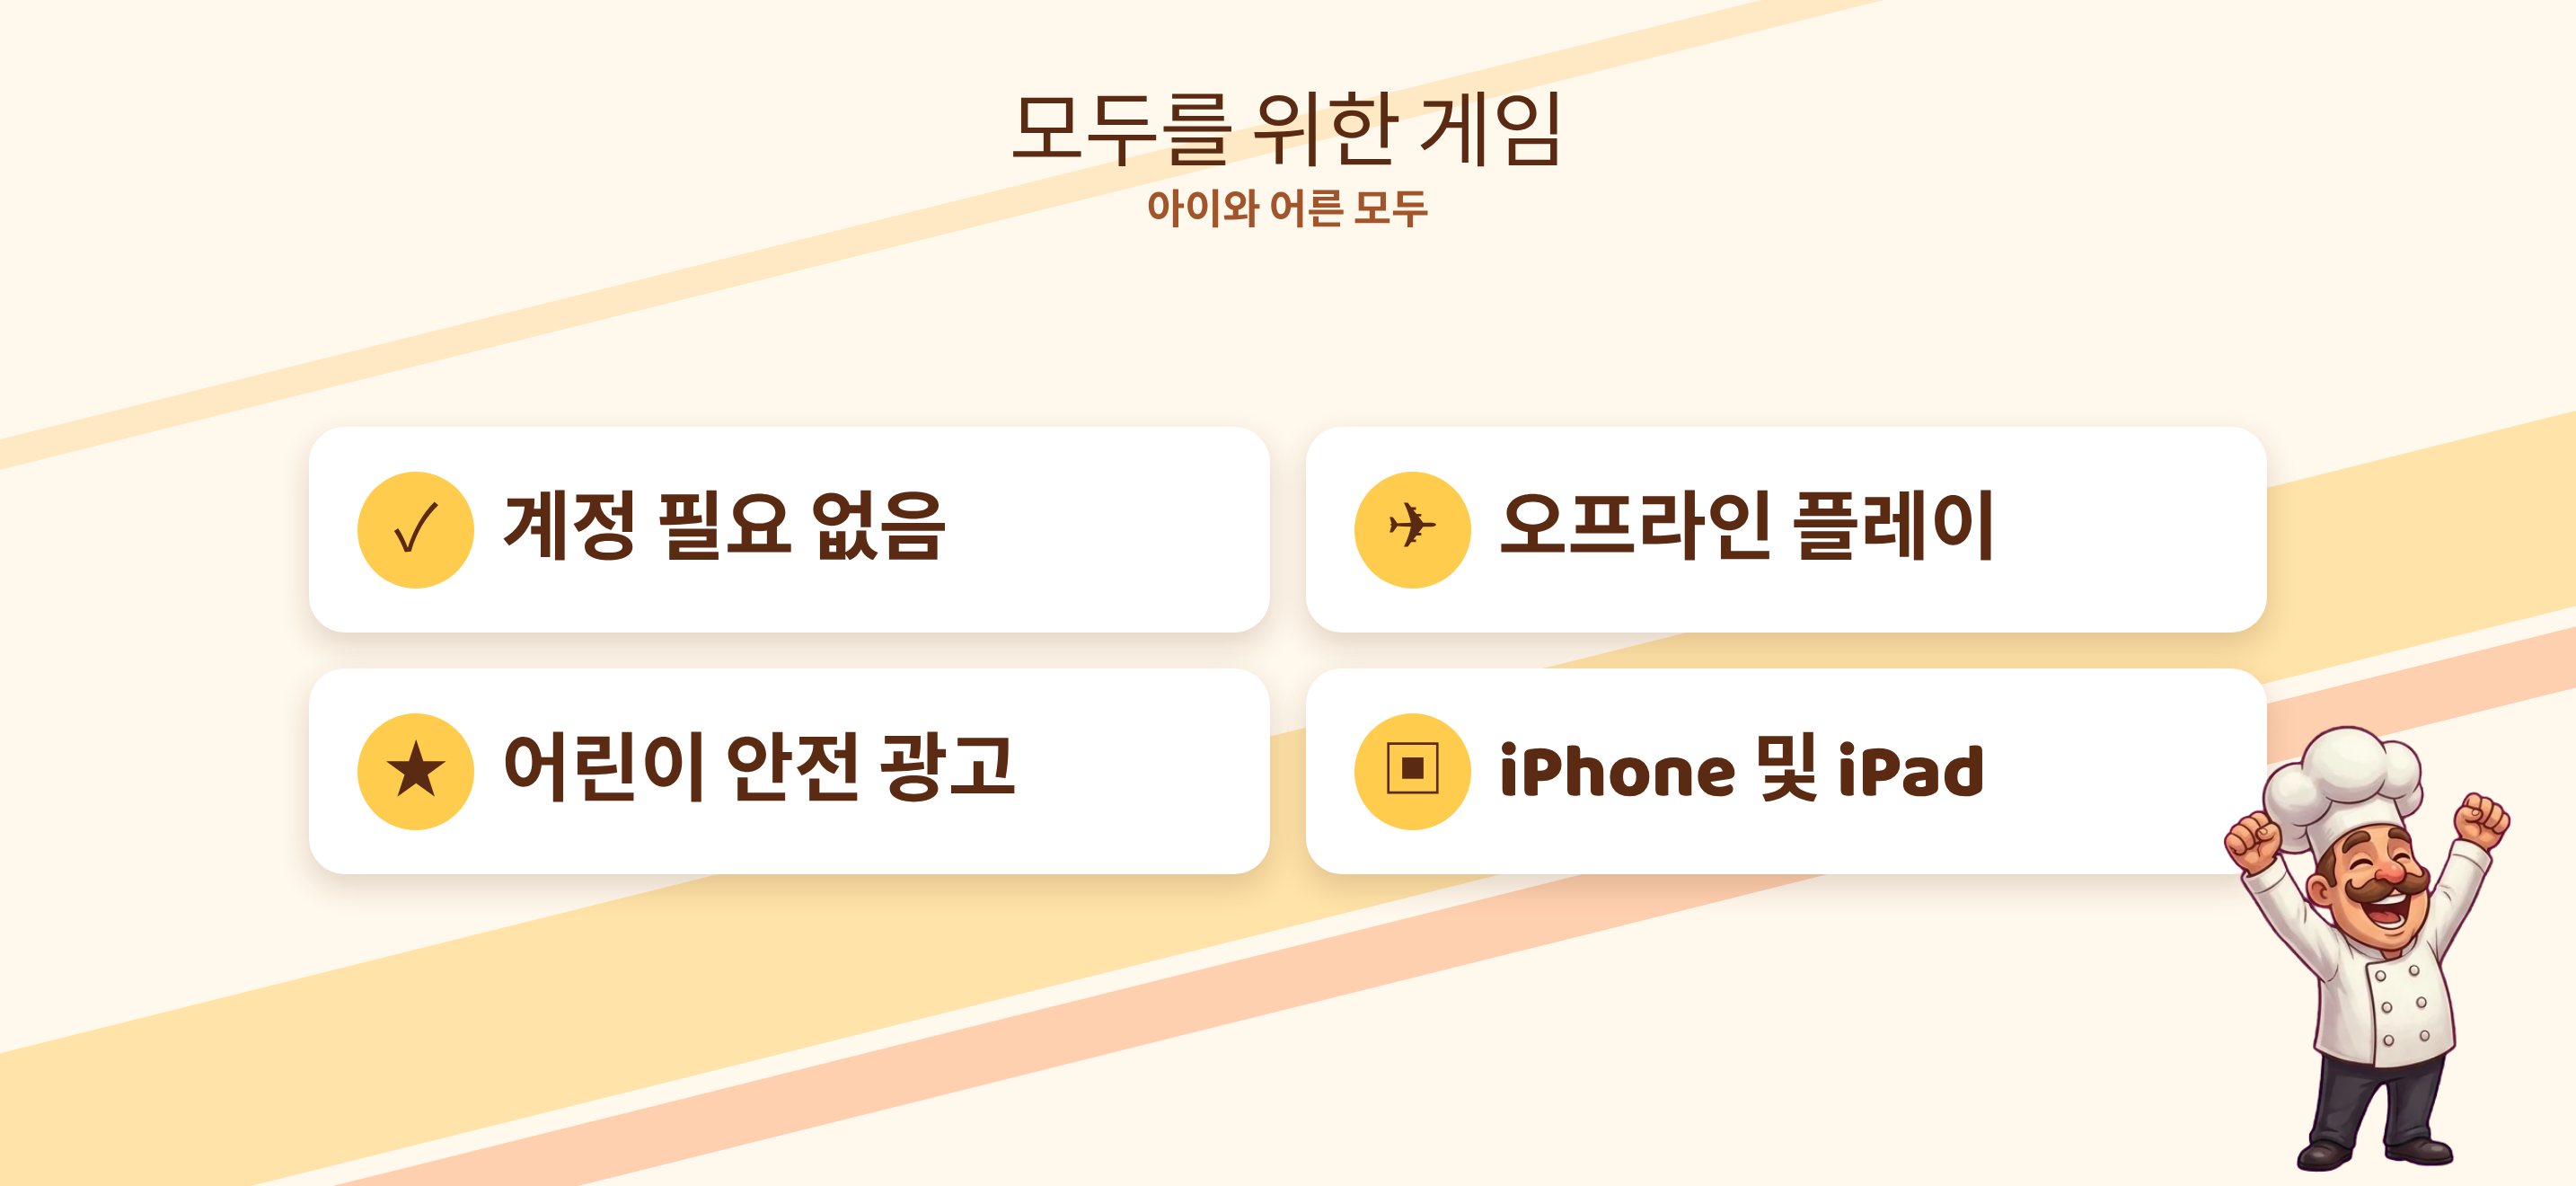 모두를 위한 게임
아이와 어른 모두
계정 필요 없음
오프라인 플레이
어린이 안전 광고
iPhone 및 iPad